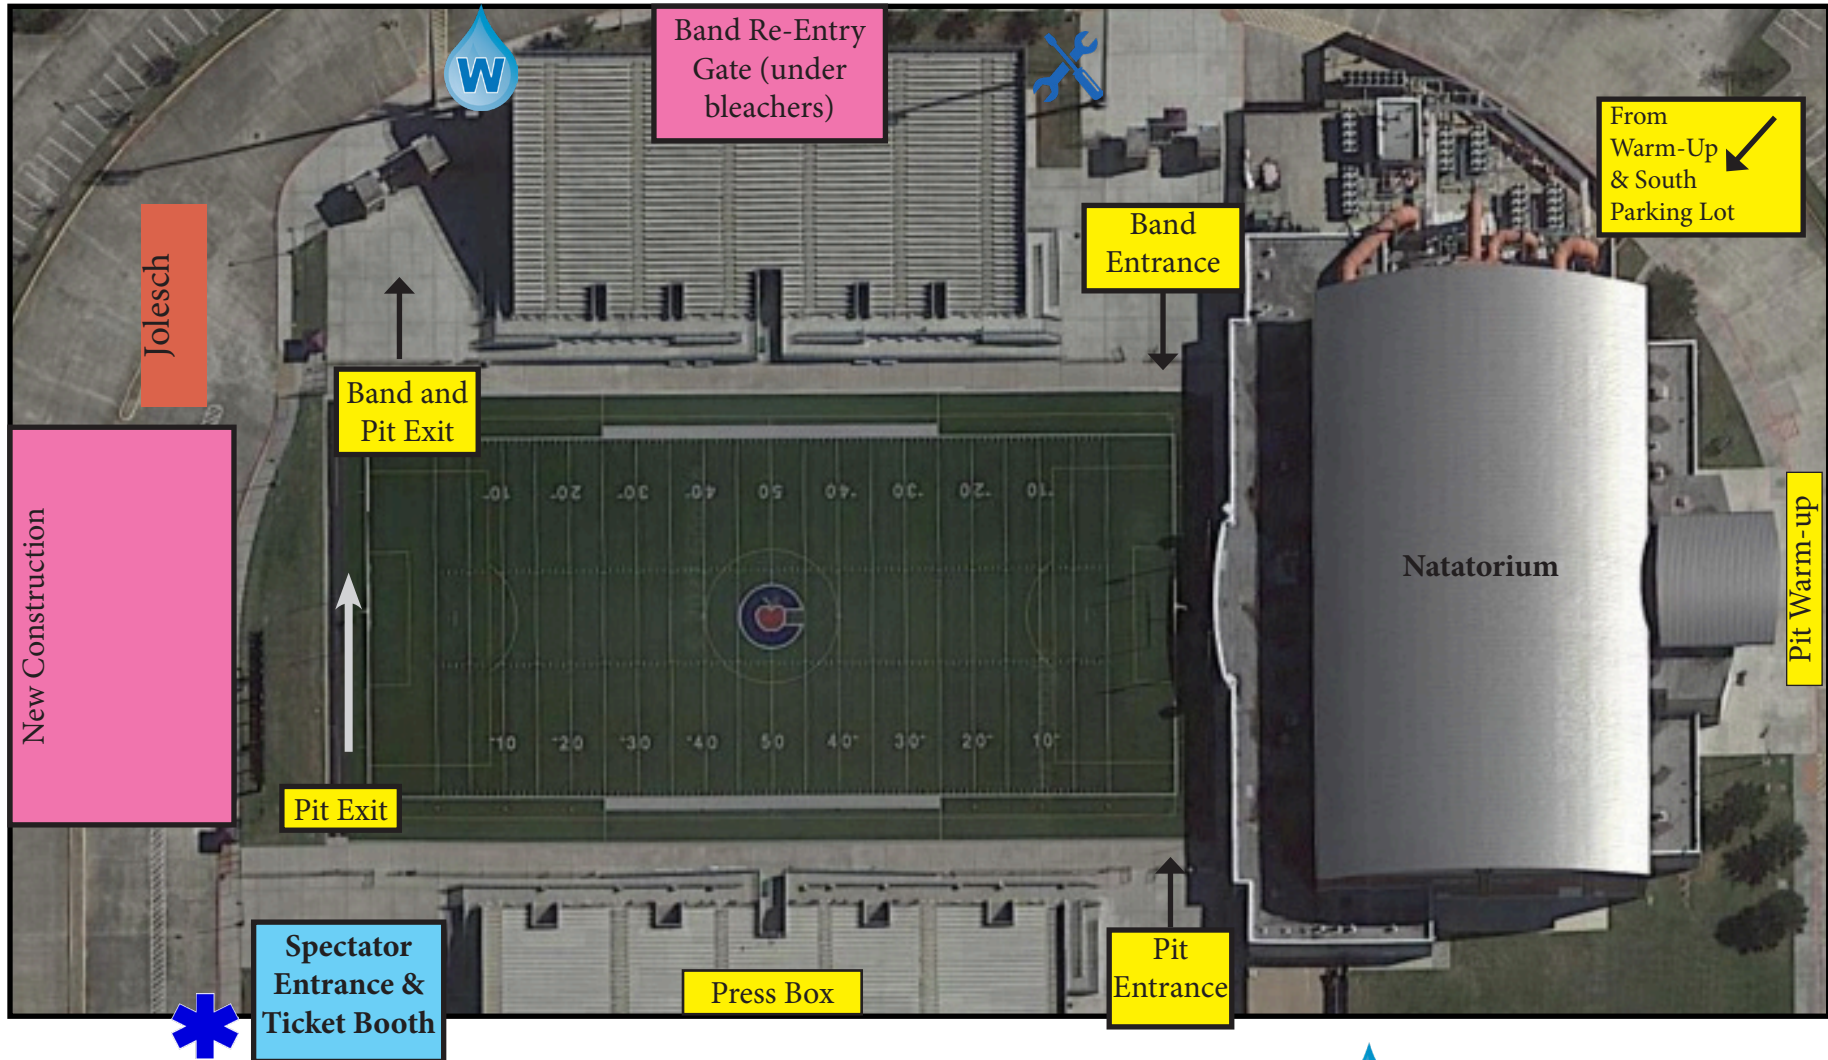 W
Band Re-Entry
Gate (under
bleachers)
From
Warm-Up
& South
Parking Lot
Band
Entrance
Jolesch
Band and
Pit Exit
10 20 30 40 50 40 30 20 10
New Construction
Natatorium
Pit Warm-up
C
10 20 30 40 50 40 30 20 10
Pit Exit
Spectator
Entrance &
Ticket Booth
Press Box
Pit
Entrance